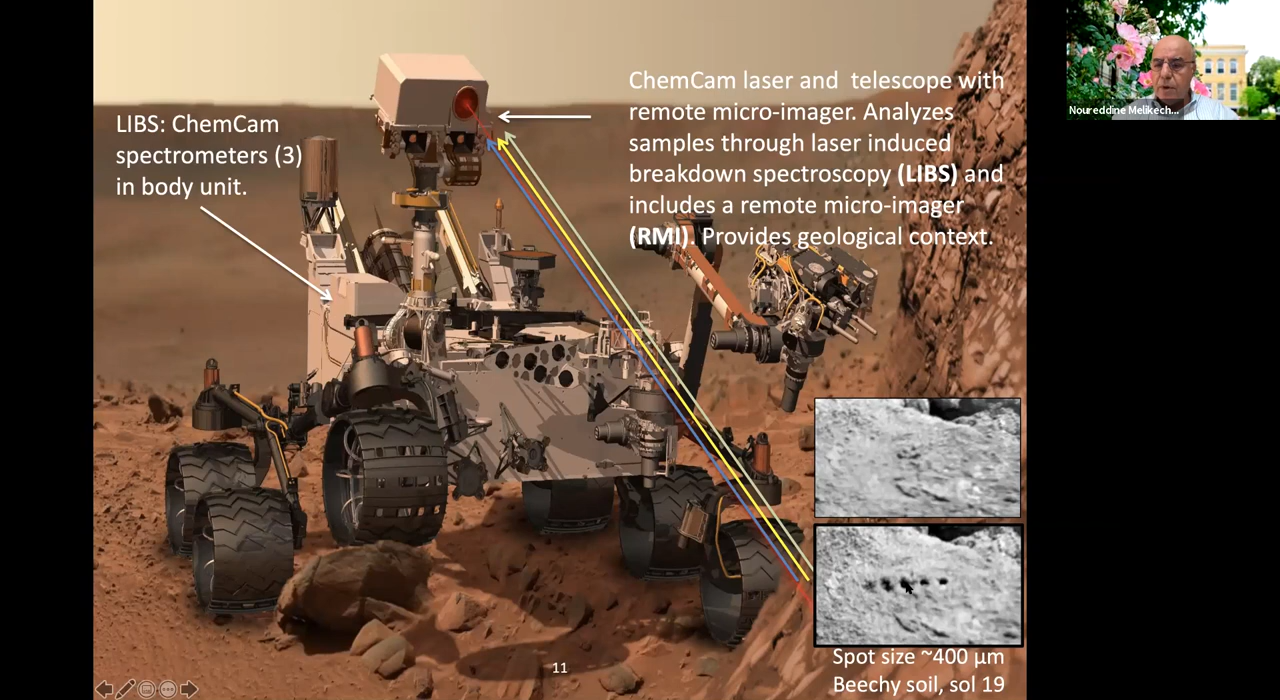 LIBS: ChemCam
spectrometers (3)
in body unit.
ChemCam laser and telescope with
remote micro-imager. Analyzes
samples through laser induced
breakdown spectroscopy (LIBS) and
includes a remote micro-imager
(RMI). Provides geological context.
Noureddine Melikech...
Spot size ~400 μm
Beechy soil, sol 19
11